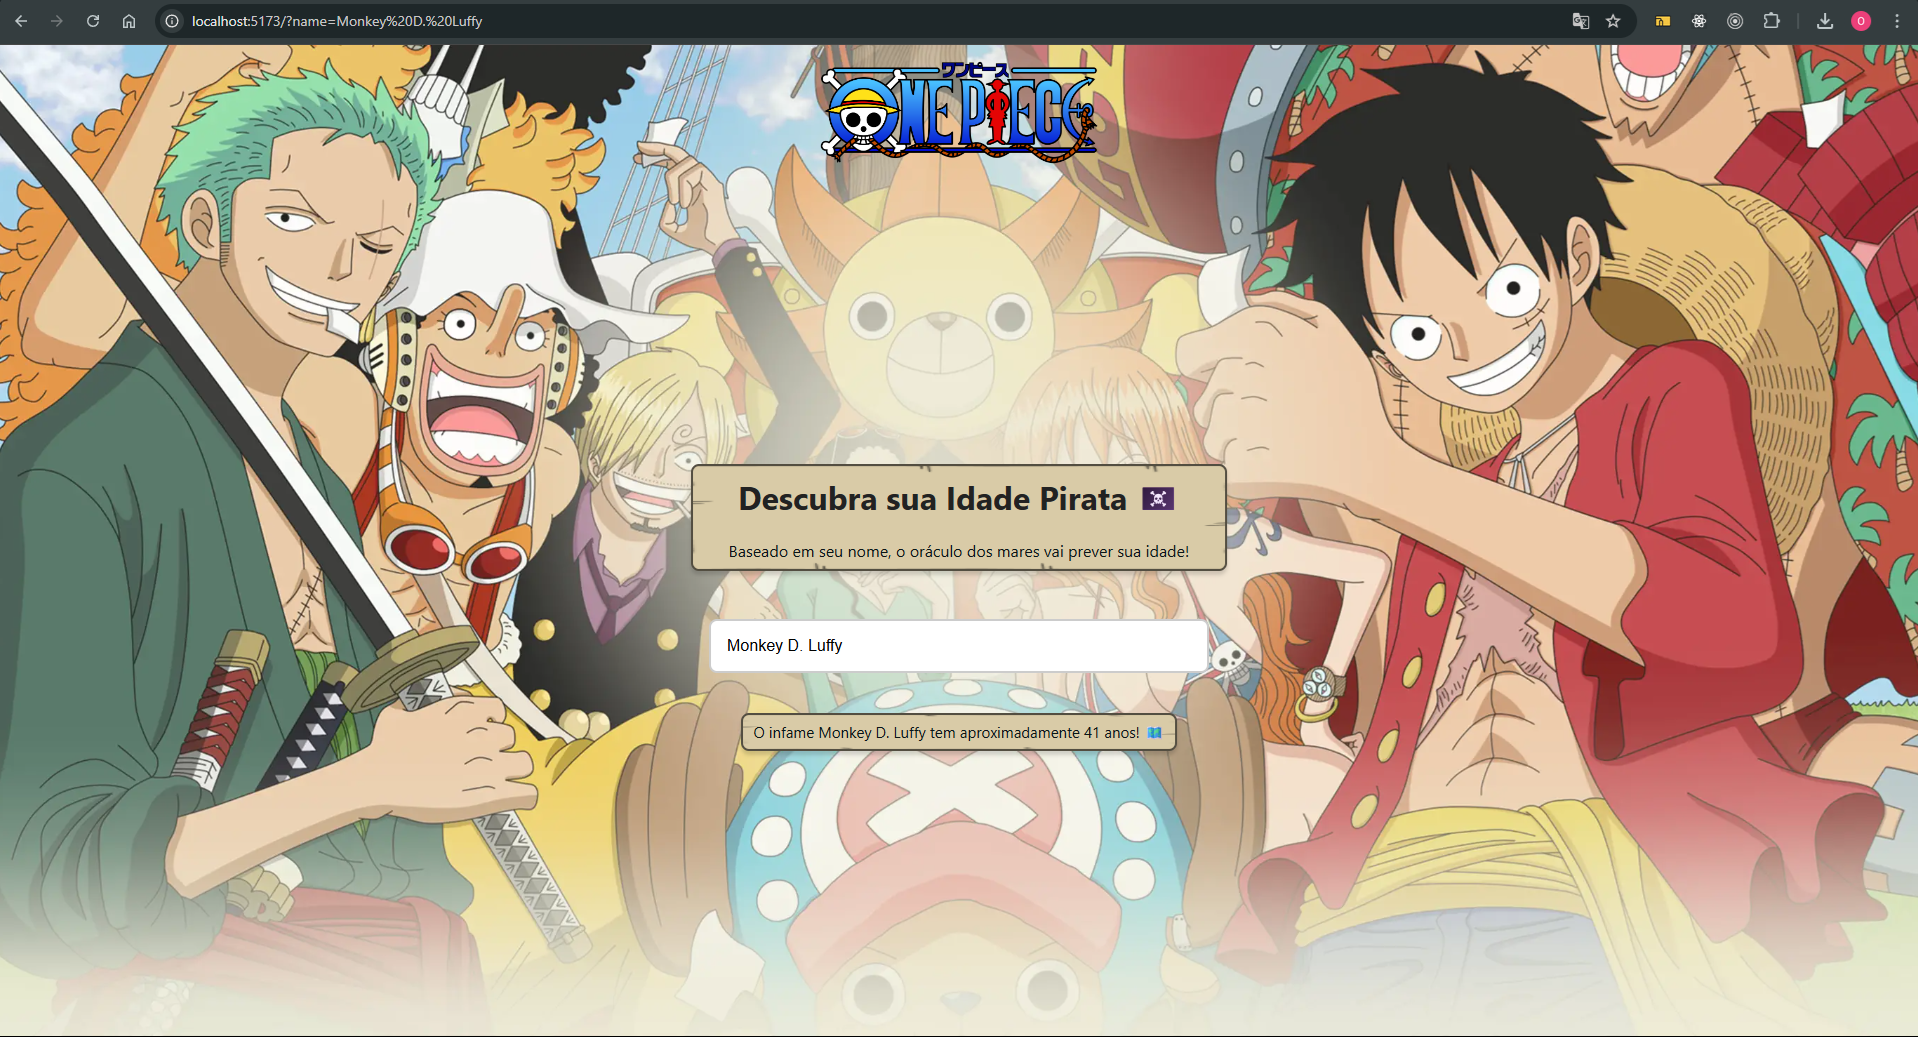 localhost:5173/?name=Monkey%20D.%20Luffy
O
ワンピース
ONE PIECE
Descubra sua Idade Pirata
Baseado em seu nome, o oráculo dos mares vai prever sua idade!
Monkey D. Luffy
O infame Monkey D. Luffy tem aproximadamente 41 anos!